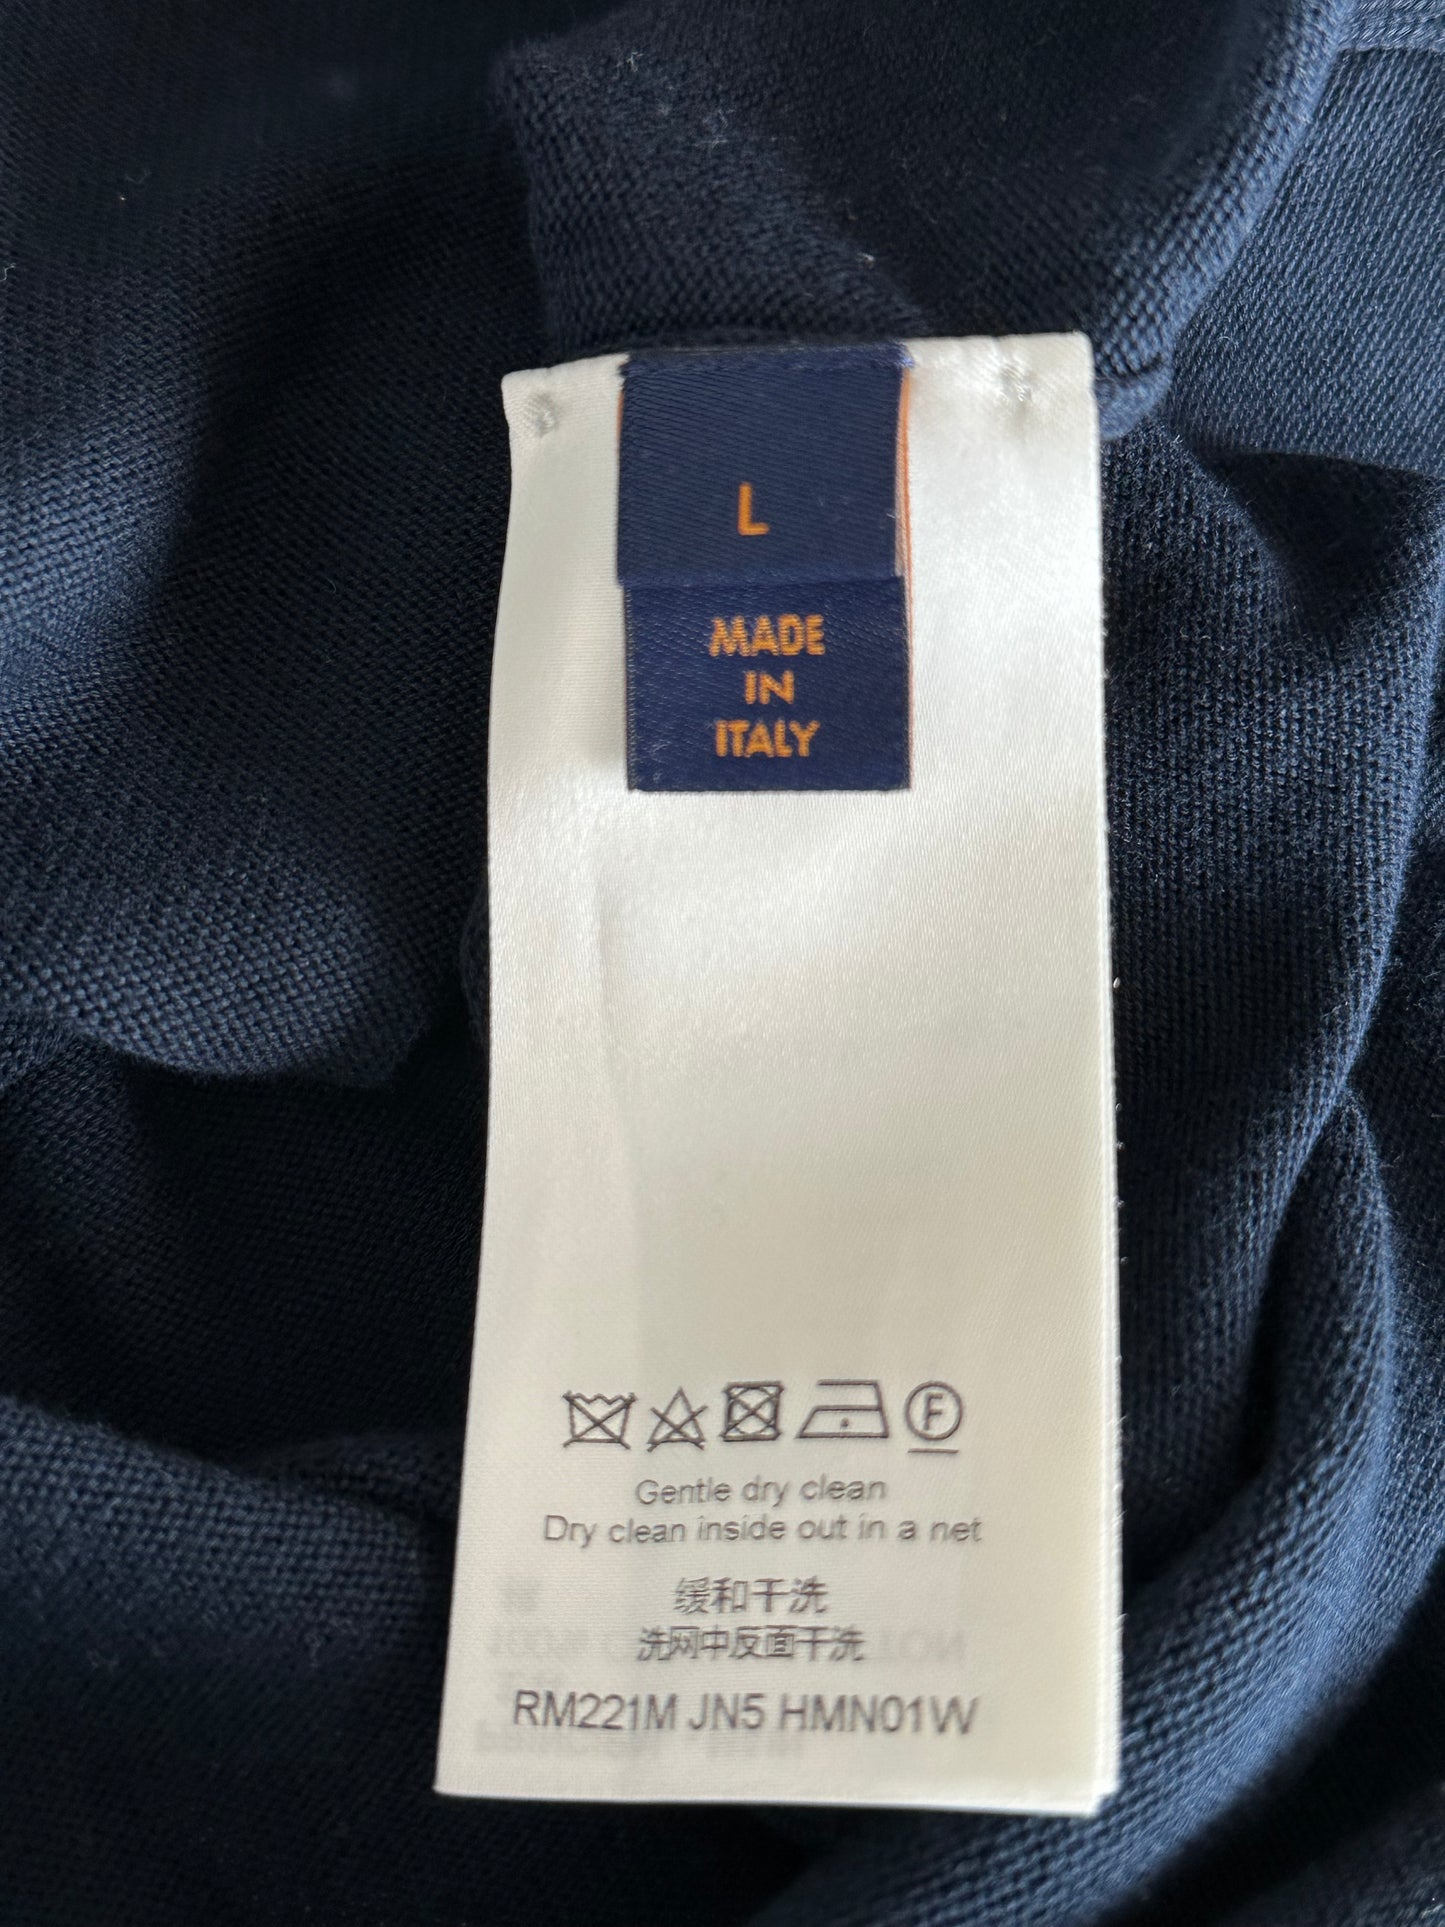 L
MADE
IN
ITALY
F
Gentle dry clean
Dry clean inside out in a net
缓和干洗
洗网中反面干洗
RM221M JN5 HMN01W